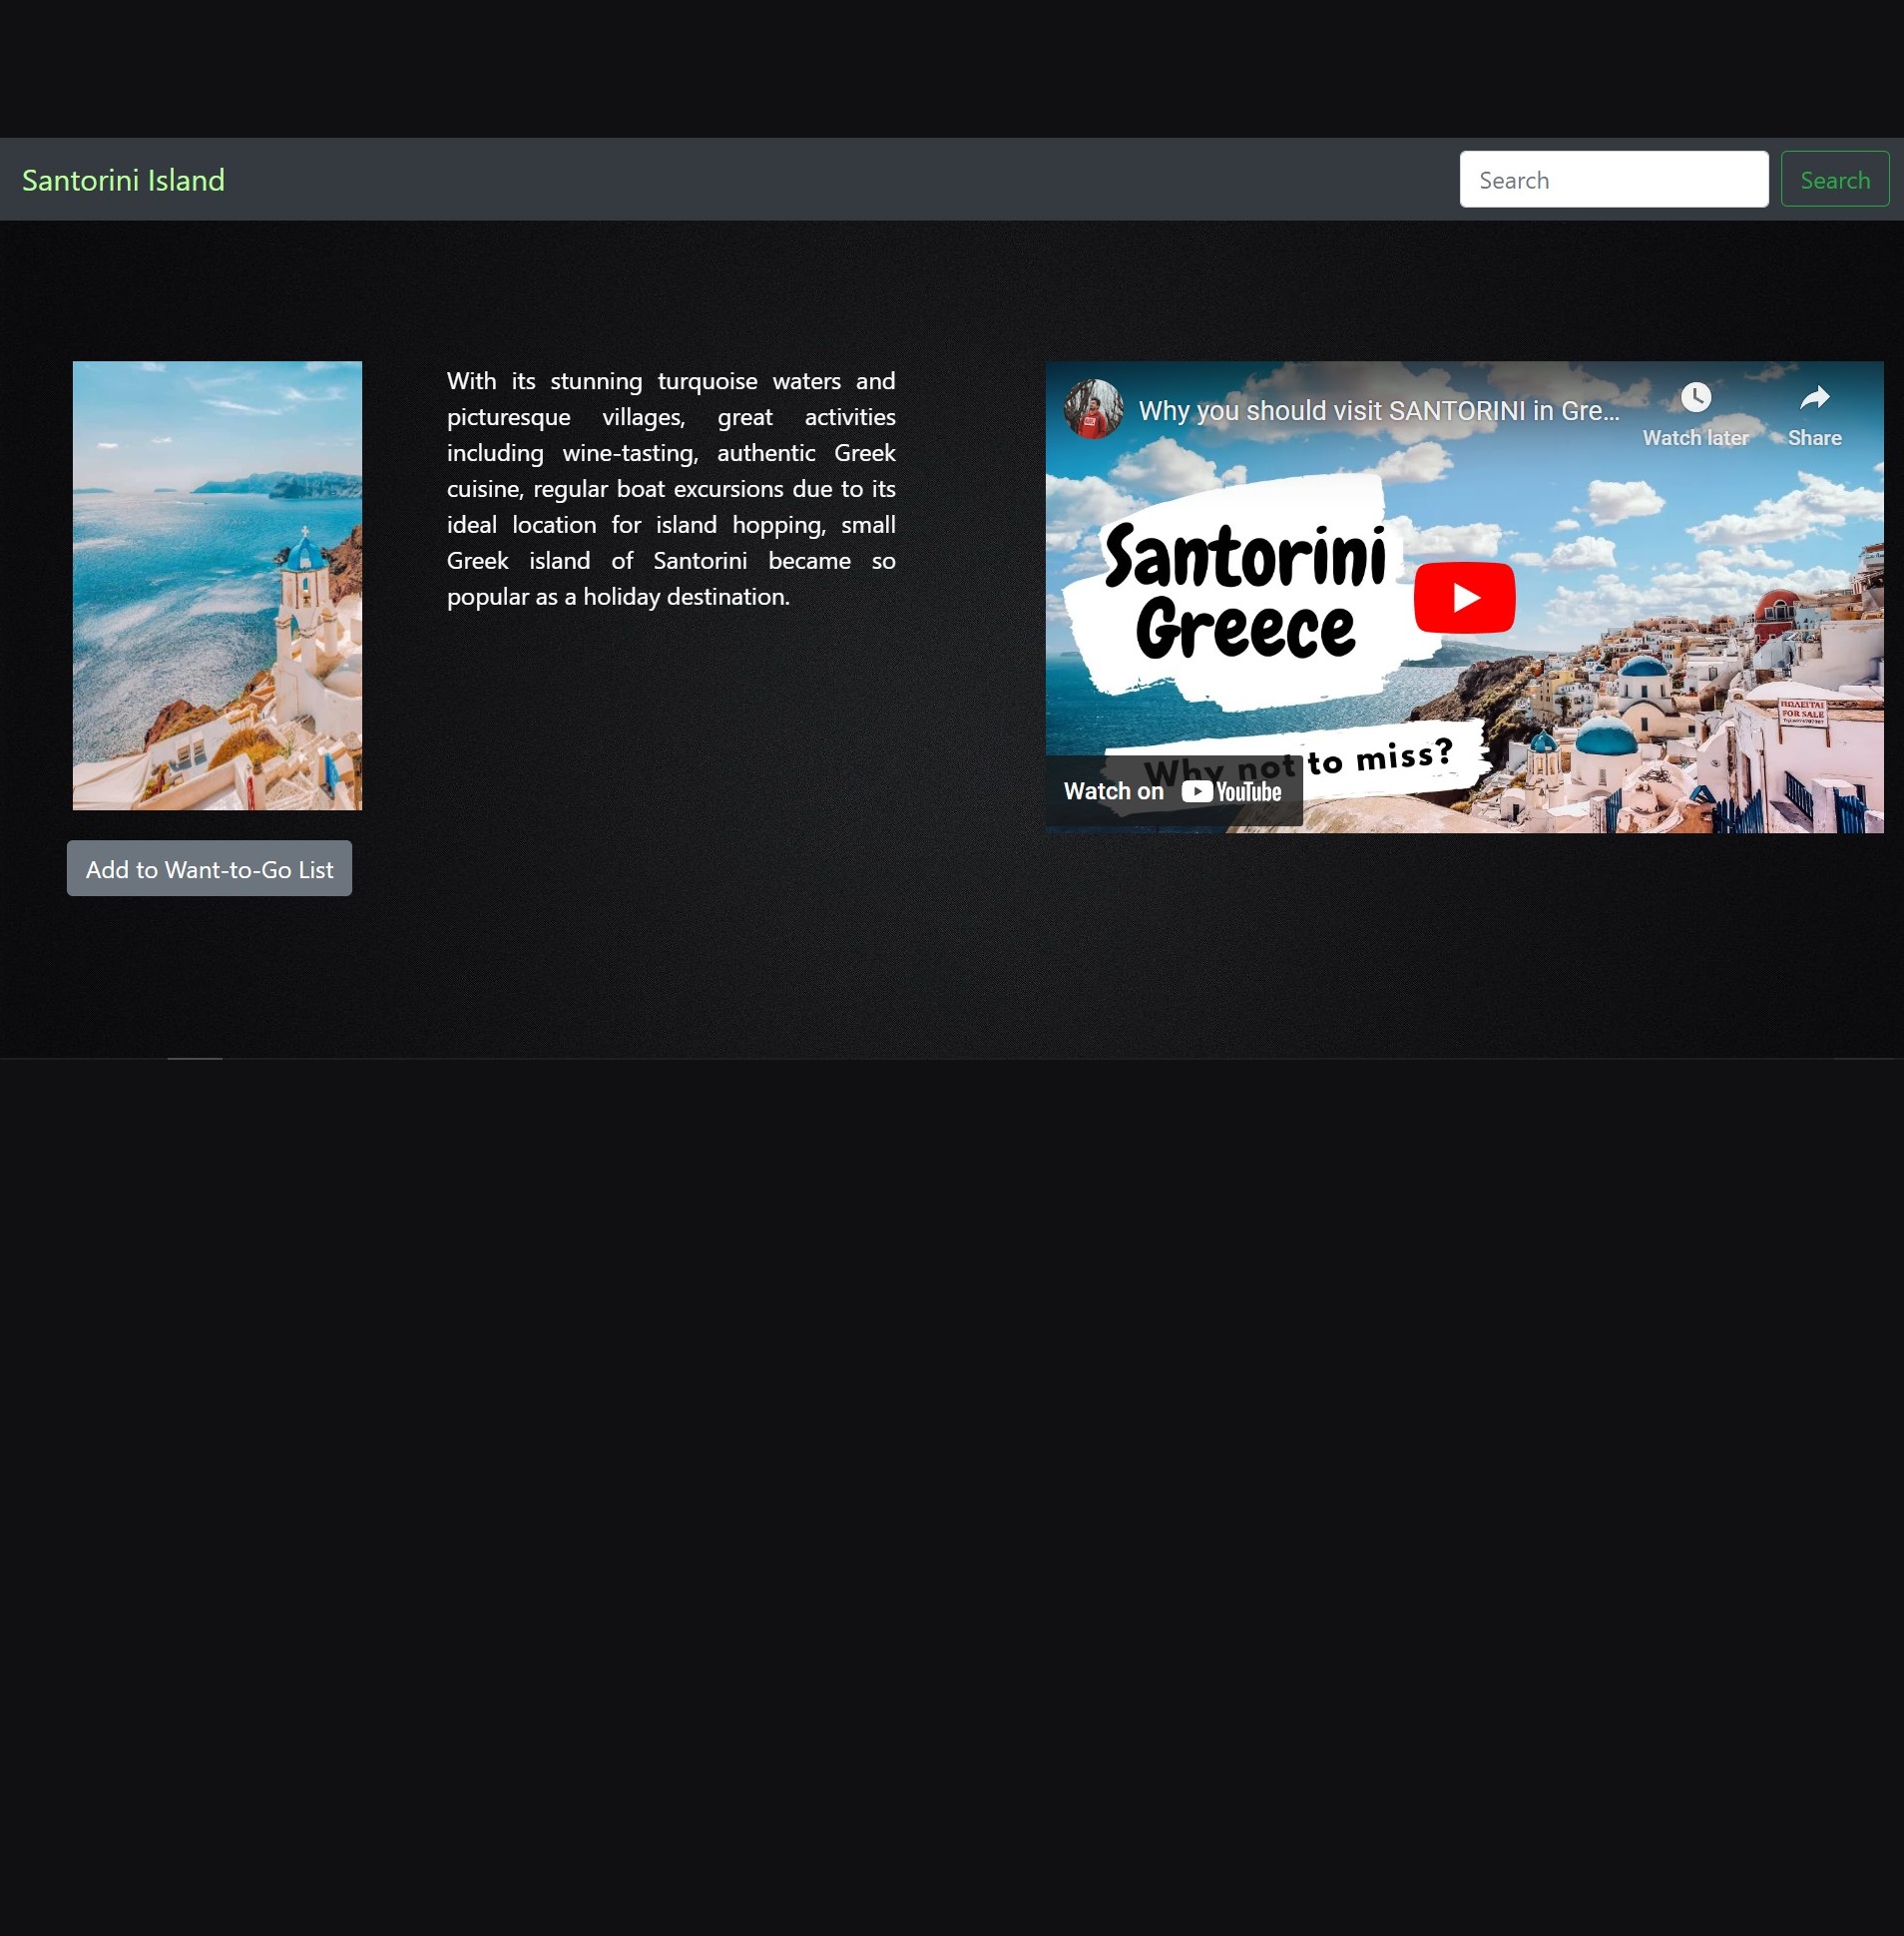 Santorini Island
Search
Search
With its stunning turquoise waters and
picturesque villages, great activities
including wine-tasting, authentic Greek
cuisine, regular boat excursions due to its
ideal location for island hopping, small
Greek island of Santorini became so
popular as a holiday destination.
Add to Want-to-Go List
Why you should visit SANTORINI in Gre...
Watch later
Share
Santorini
Greece
Why not to miss?
ΠΩΛΕΙΤΑΙ
FOR SALE
Watch on YouTube